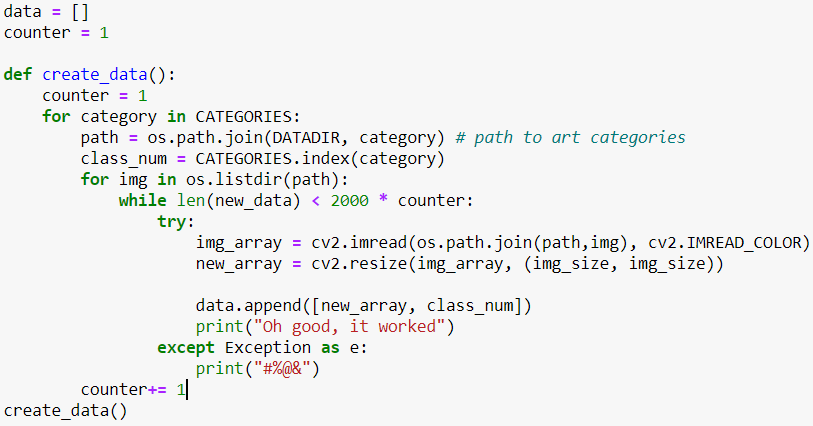 data = []
counter = 1

def create_data():
    counter = 1
    for category in CATEGORIES:
        path = os.path.join(DATADIR, category) # path to art categories
        class_num = CATEGORIES.index(category)
        for img in os.listdir(path):
            while len(new_data) < 2000 * counter:
                try:
                    img_array = cv2.imread(os.path.join(path,img), cv2.IMREAD_COLOR)
                    new_array = cv2.resize(img_array, (img_size, img_size))

                    data.append([new_array, class_num])
                    print("Oh good, it worked")
                except Exception as e:
                    print("#%@&")
        counter+= 1
create_data()